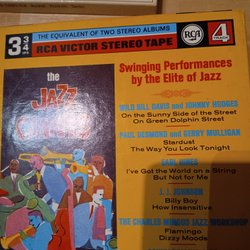 3 3/4
THE EQUIVALENT OF TWO STEREO ALBUMS
RCA VICTOR STEREO TAPE
RCA
4
the
JAZZ
Swinging Performances
by the Elite of Jazz
WILD BILL DAVIS and JOHNNY HODGES
On the Sunny Side of the Street
On Green Dolphin Street
PAUL DESMOND and GERRY MULLIGAN
Stardust
The Way You Look Tonight
EARL HINES
I've Got the World on a String
But Not for Me
J. J. JOHNSON
Billy Boy
How Insensitive
THE CHARLES MINGUS JAZZ WORKSHOP
Flamingo
Dizzy Moods